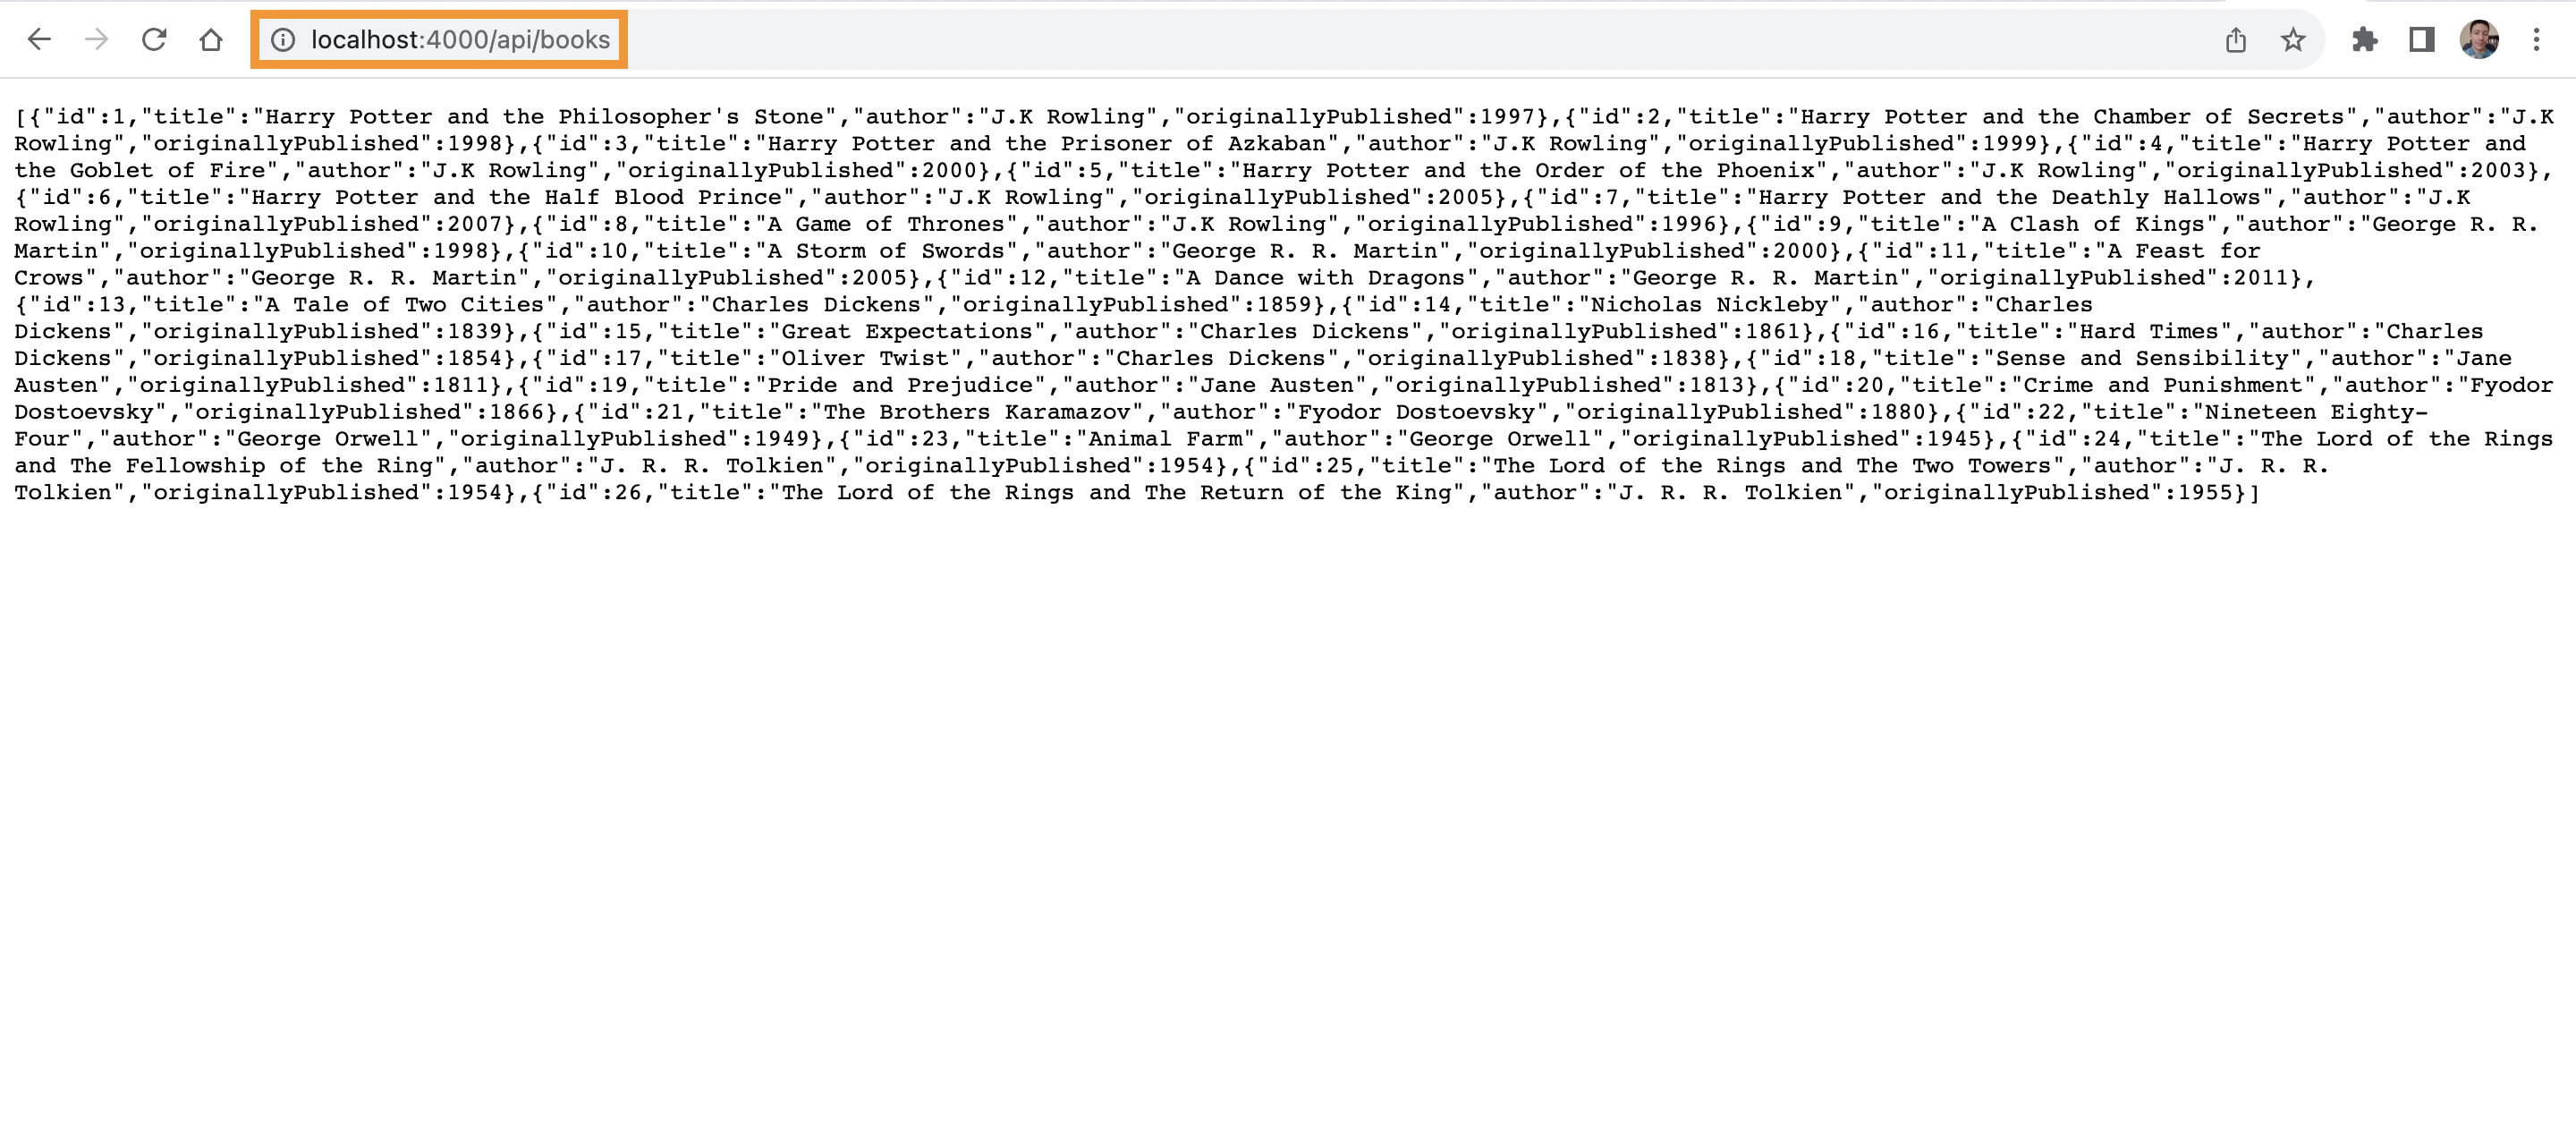 localhost:4000/api/books
[{"id":1,"title":"Harry Potter and the Philosopher's Stone","author":"J.K Rowling","originallyPublished":1997},{"id":2,"title":"Harry Potter and the Chamber of Secrets","author":"J.K
Rowling","originallyPublished":1998},{"id":3,"title":"Harry Potter and the Prisoner of Azkaban","author":"J.K Rowling","originallyPublished":1999},{"id":4,"title":"Harry Potter and
the Goblet of Fire","author":"J.K Rowling","originallyPublished":2000},{"id":5,"title":"Harry Potter and the Order of the Phoenix","author":"J.K Rowling","originallyPublished":2003},
{"id":6,"title":"Harry Potter and the Half Blood Prince","author":"J.K Rowling","originallyPublished":2005},{"id":7,"title":"Harry Potter and the Deathly Hallows","author":"J.K
Rowling","originallyPublished":2007},{"id":8,"title":"A Game of Thrones","author":"J.K Rowling","originallyPublished":1996},{"id":9,"title":"A Clash of Kings","author":"George R. R.
Martin","originallyPublished":1998},{"id":10,"title":"A Storm of Swords","author":"George R. R. Martin","originallyPublished":2000},{"id":11,"title":"A Feast for
Crows","author":"George R. R. Martin","originallyPublished":2005},{"id":12,"title":"A Dance with Dragons","author":"George R. R. Martin","originallyPublished":2011},
{"id":13,"title":"A Tale of Two Cities","author":"Charles Dickens","originallyPublished":1859},{"id":14,"title":"Nicholas Nickleby","author":"Charles
Dickens","originallyPublished":1839},{"id":15,"title":"Great Expectations","author":"Charles Dickens","originallyPublished":1861},{"id":16,"title":"Hard Times","author":"Charles
Dickens","originallyPublished":1854},{"id":17,"title":"Oliver Twist","author":"Charles Dickens","originallyPublished":1838},{"id":18,"title":"Sense and Sensibility","author":"Jane
Austen","originallyPublished":1811},{"id":19,"title":"Pride and Prejudice","author":"Jane Austen","originallyPublished":1813},{"id":20,"title":"Crime and Punishment","author":"Fyodor
Dostoevsky","originallyPublished":1866},{"id":21,"title":"The Brothers Karamazov","author":"Fyodor Dostoevsky","originallyPublished":1880},{"id":22,"title":"Nineteen Eighty-
Four","author":"George Orwell","originallyPublished":1949},{"id":23,"title":"Animal Farm","author":"George Orwell","originallyPublished":1945},{"id":24,"title":"The Lord of the Rings
and The Fellowship of the Ring","author":"J. R. R. Tolkien","originallyPublished":1954},{"id":25,"title":"The Lord of the Rings and The Two Towers","author":"J. R. R.
Tolkien","originallyPublished":1954},{"id":26,"title":"The Lord of the Rings and The Return of the King","author":"J. R. R. Tolkien","originallyPublished":1955}]